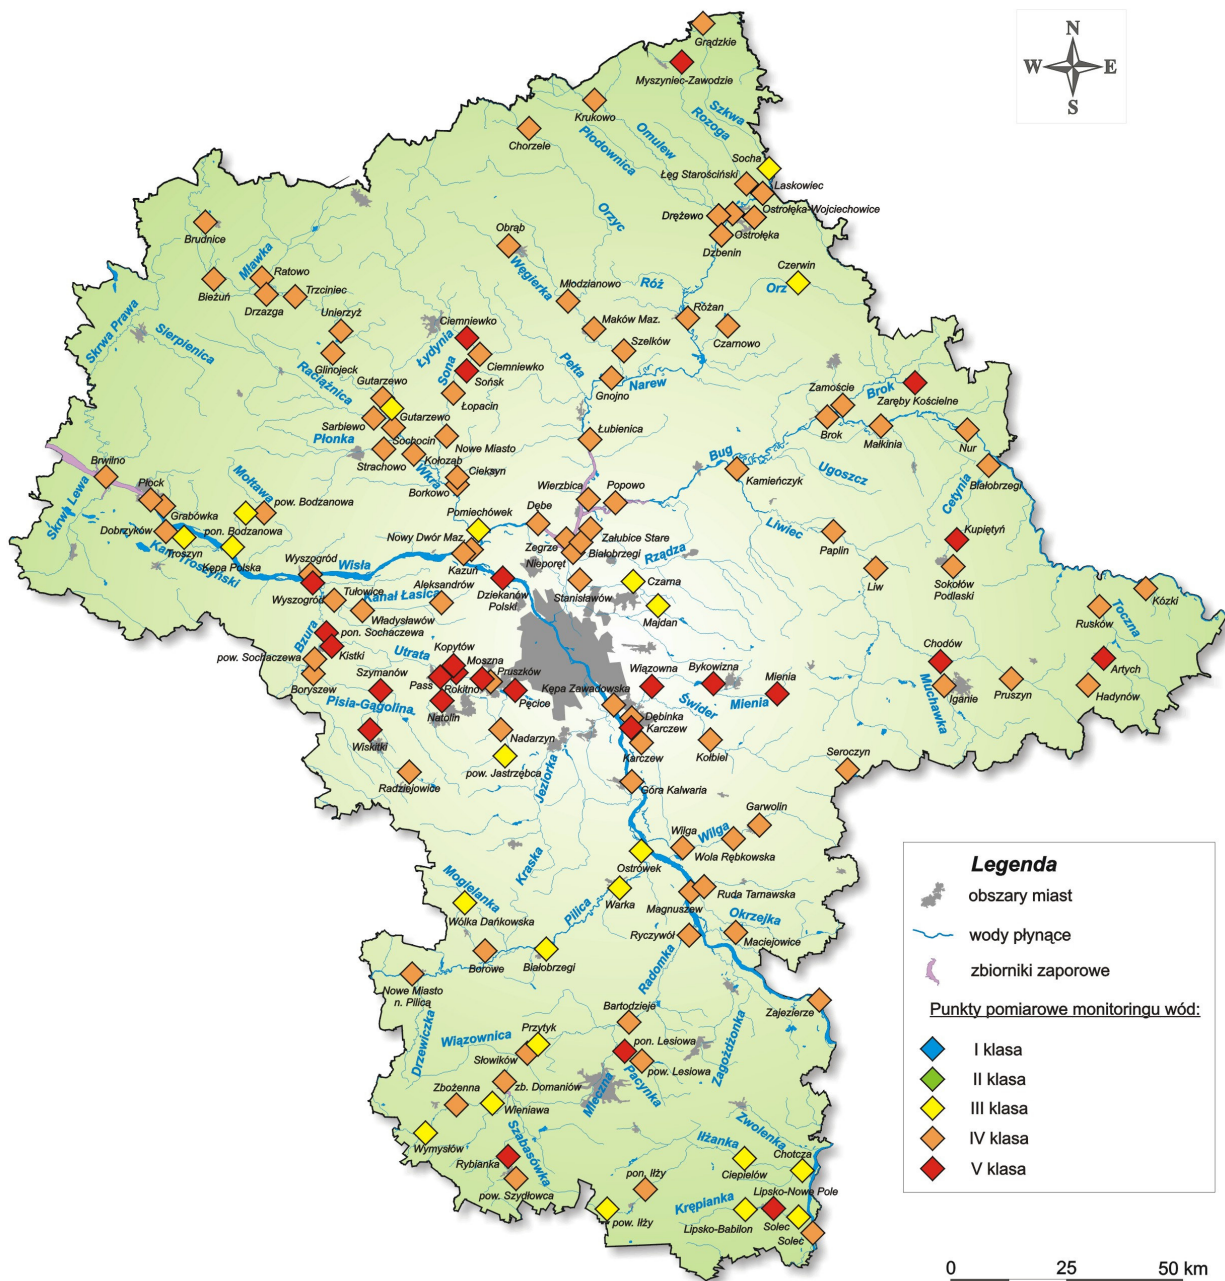 N
W E
S
Grądzkie
Myszyniec-Zawodzie
Krukowo
Chorzele
Płodownica
Omulew
Rozoga
Szkwa
Socha
Łęg Starościński
Laskowiec
Drężewo
Ostrołęka-Wojciechowice
Ostrołęka
Dzbenin
Orzyc
Brudnice
Obrąb
Węgierka
Czerwin
Orz
Róż
Mławka
Ratowo
Bieżuń
Drzazga
Trzciniec
Młodzianowo
Unierzyż
Różan
Maków Maz.
Czarnowo
Skrwa Prawa
Sierpienica
Ciemniewko
Łydynia
Szelków
Glinojeck
Ciemniewko
Pełta
Raciążnica
Sona
Sońsk
Gnojno
Narew
Gutarzewo
Zamoście
Brok
Zaręby Kościelne
Łopacin
Gutarzewo
Sarbiewo
Sochocin
Brok
Małkinia
Płonka
Nowe Miasto
Łubienica
Nur
Strachowo
Kołoząb
Bug
Brwilno
Wkra
Cieksyn
Kamieńczyk
Ugoszcz
Białobrzegi
Borkowo
Cetynia
Płock
Mołtawa
pow. Bodzanowa
Wierzbica
Popowo
Skrwa Lewa
Grabówka
Pomiechówek
Dębe
Liwiec
Dobrzyków
pon. Bodzanowa
Nowy Dwór Maz.
Załubice Stare
Paplin
Kupiętyń
Troszyn
Kępa Polska
Zegrze
Białobrzegi
Rządza
Kazuń
Nieporęt
Wyszogród
Wisła
Aleksandrów
Dziekanów
Polski
Stanisławów
Czarna
Liw
Sokołów
Podlaski
Wyszogród
Tułowice
Kanał Łasica
Majdan
Kózki
Władysławów
Rusków
Toczna
Bzura
pon. Sochaczewa
Kistki
Utrata
Kopytów
Moszna
pow. Sochaczewa
Szymanów
Pruszków
Chodów
Artych
Boryszew
Pass
Rokitno
Pęcice
Wiązowna
Bykowizna
Mienia
Pisia-Gągolina
Natolin
Kępa Zawadowska
Świder
Mienia
Muchawka
Iganie
Pruszyn
Hadynów
Wiskitki
Nadarzyn
Dębinka
Karczew
Karczew
Kołbiel
pow. Jastrzębca
Jeziorka
Seroczyn
Radziejowice
Góra Kalwaria
Garwolin
Wilga
Wilga
Wola Rębkowska
Ostrówek
Kraska
Mogielanka
Warka
Ruda Tarnawska
Magnuszew
Wólka Dańkowska
Pilica
Okrzejka
Ryczywół
Maciejowice
Borowe
Białobrzegi
Radomka
Nowe Miasto
n. Pilicą
Zajezierze
Bartodzieje
Drzewiczka
Wiązownica
Przytyk
pon. Lesiowa
Zagożdżonka
Słowików
pow. Lesiowa
Pacynka
Mleczna
zb. Domaniów
Zbożenna
Wieniawa
Zwolenka
Wymysłów
Szabasówka
Iłżanka
Chotcza
Rybianka
Ciepielów
pow. Szydłowca
pon. Iłży
Lipsko-Nowe Pole
Krępianka
pow. Iłży
Lipsko-Babilon
Solec
Solec
Legenda
obszary miast
wody płynące
zbiorniki zaporowe
Punkty pomiarowe monitoringu wód:
I klasa
II klasa
III klasa
IV klasa
V klasa
0 25 50 km